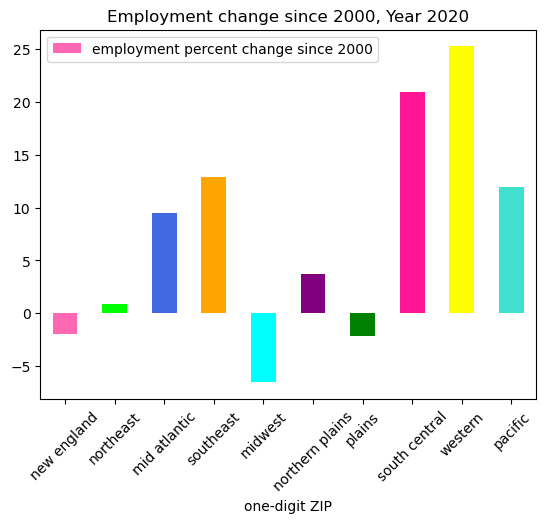 Employment change since 2000, Year 2020
employment percent change since 2000
25
20
15
10
5
0
−5
new england
northeast
mid atlantic
southeast
midwest
northern plains
plains
south central
western
pacific
one-digit ZIP